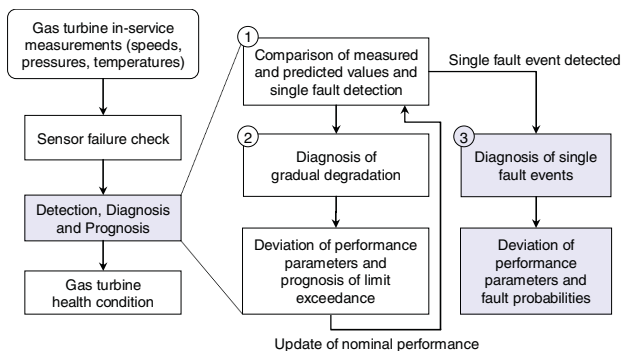 Gas turbine in-service
measurements (speeds,
pressures, temperatures)
Sensor failure check
Detection, Diagnosis
and Prognosis
Gas turbine
health condition
1
Comparison of measured
and predicted values and
single fault detection
Single fault event detected
2
Diagnosis of
gradual degradation
Deviation of performance
parameters and
prognosis of limit
exceedance
Update of nominal performance
3
Diagnosis of single
fault events
Deviation of
performance
parameters and
fault probabilities